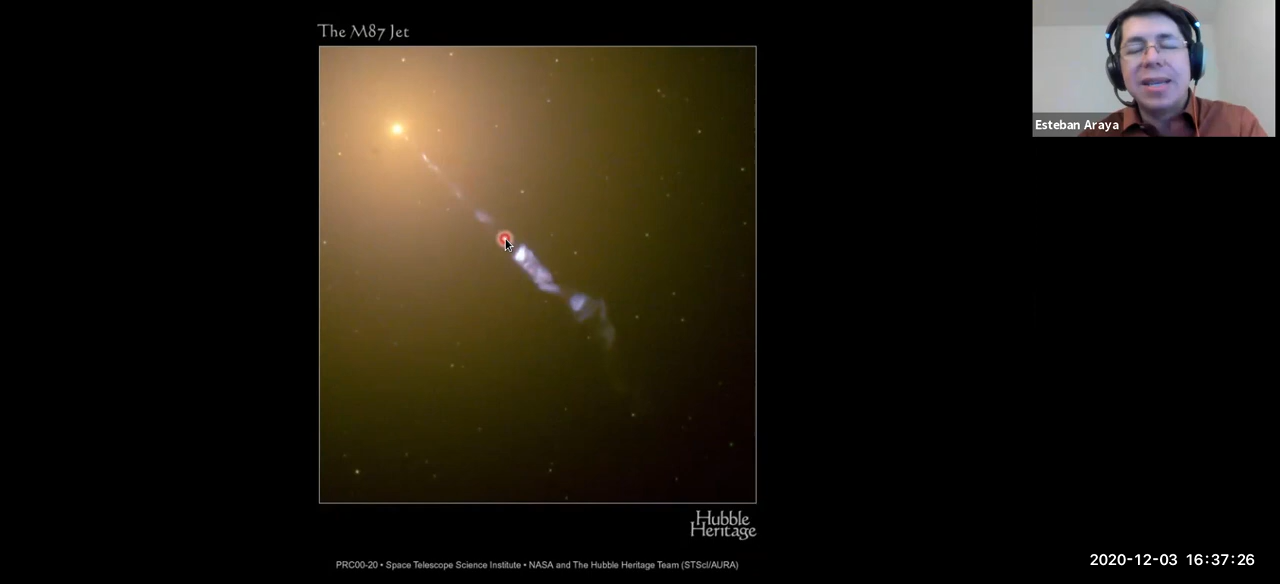 The M87 Jet
Esteban Araya
Hubble
Heritage
PRC00-20 • Space Telescope Science Institute • NASA and The Hubble Heritage Team (STScI/AURA)
2020-12-03 16:37:26